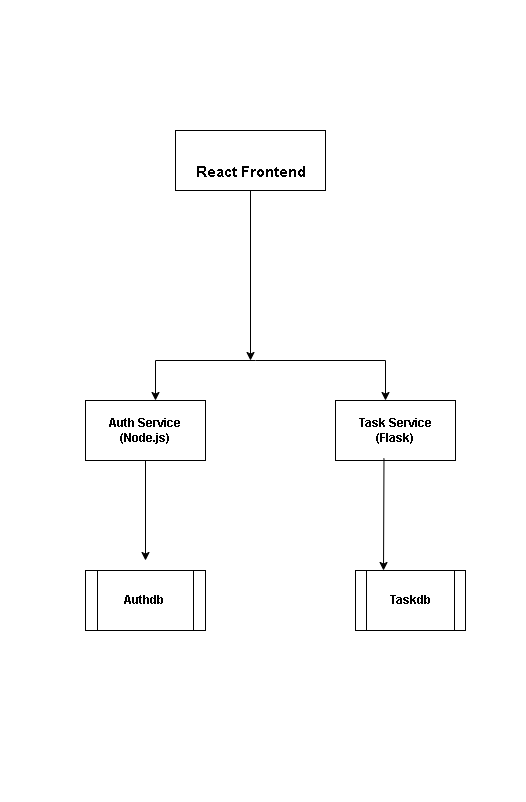 React Frontend
Auth Service
(Node.js)
Task Service
(Flask)
Authdb
Taskdb